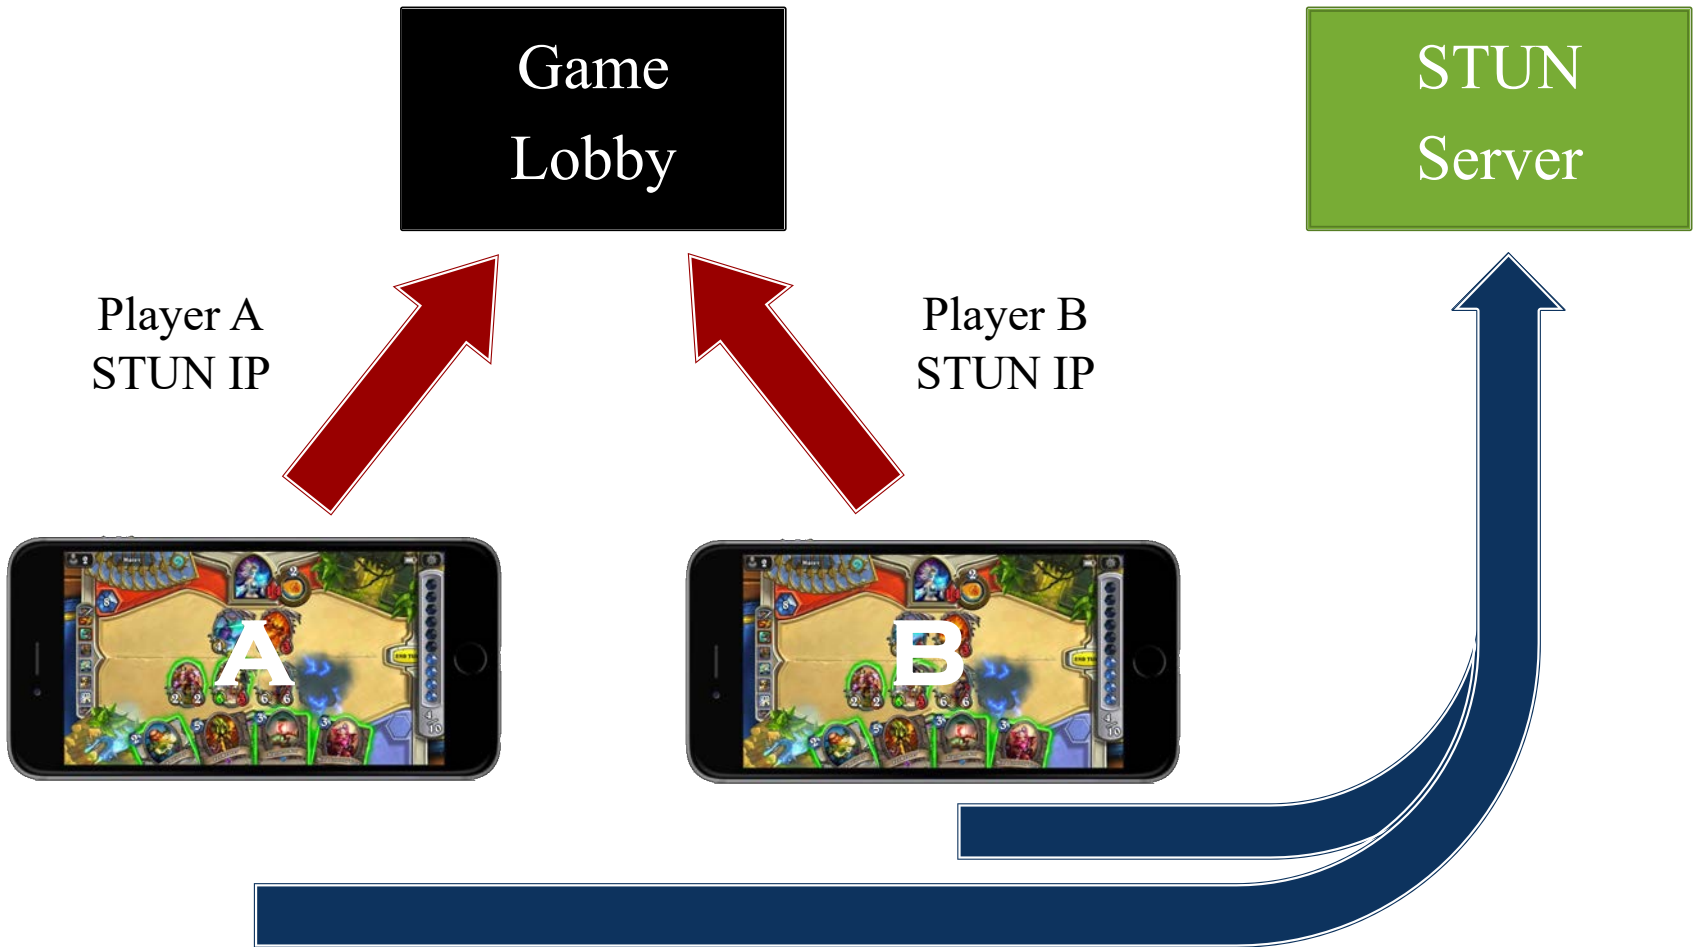 Game
Lobby
STUN
Server
Player A
STUN IP
Player B
STUN IP
A
B